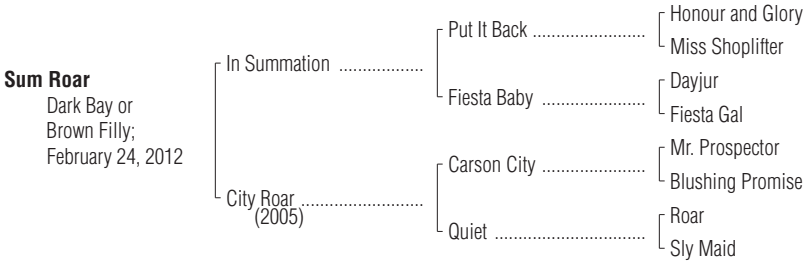 Sum Roar
Dark Bay or
Brown Filly;
February 24, 2012
In Summation ..................
City Roar ..........................
(2005)
Put It Back ........................
Fiesta Baby ......................
Carson City ......................
Quiet ................................
Honour and Glory
Miss Shoplifter
Dayjur
Fiesta Gal
Mr. Prospector
Blushing Promise
Roar
Sly Maid